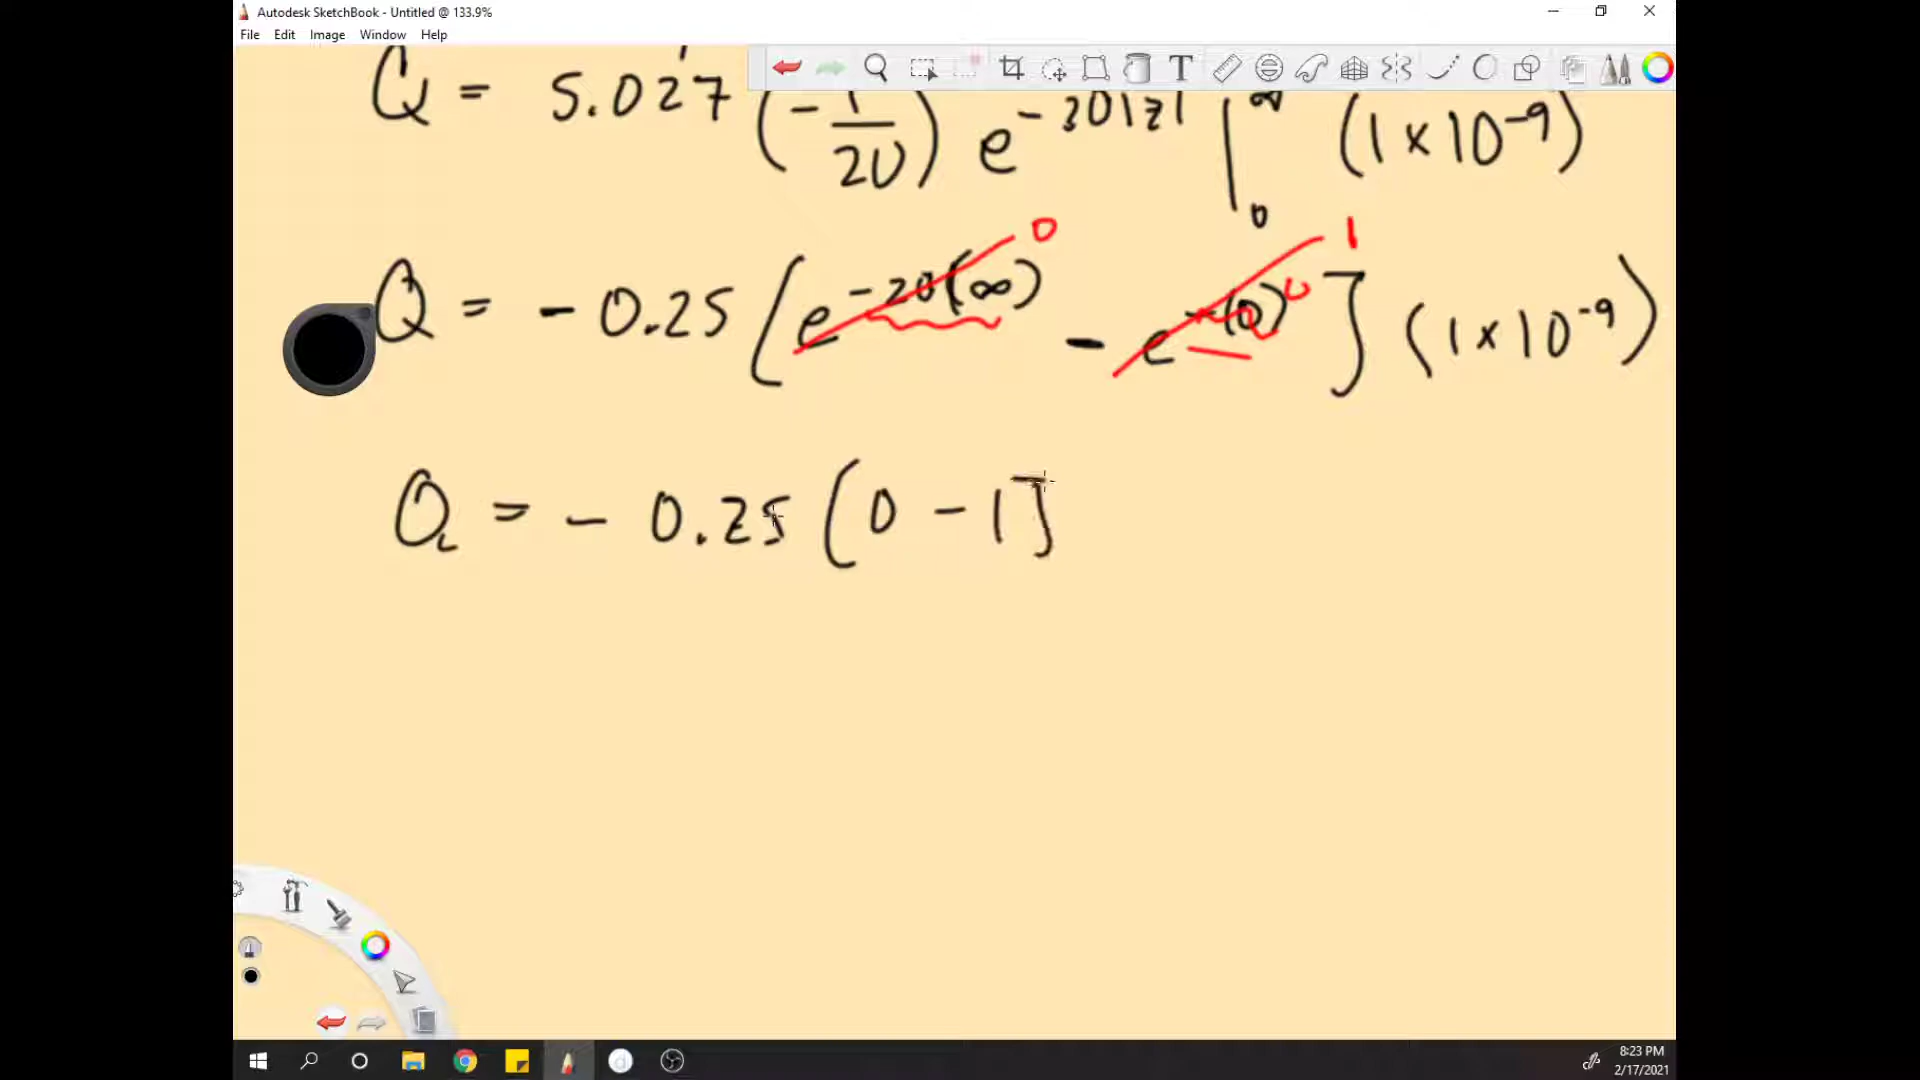 Autodesk SketchBook - Untitled @ 133.9%
File Edit Image Window Help
Q = 5.027 (-1/20) e^-20|z| |_0^∞ (1×10^-9)
Q = -0.25 [e^-20(∞) 0 - e^-(0) 0 1] (1×10^-9)
Q = -0.25 [0 - 1]
T
8:23 PM
2/17/2021